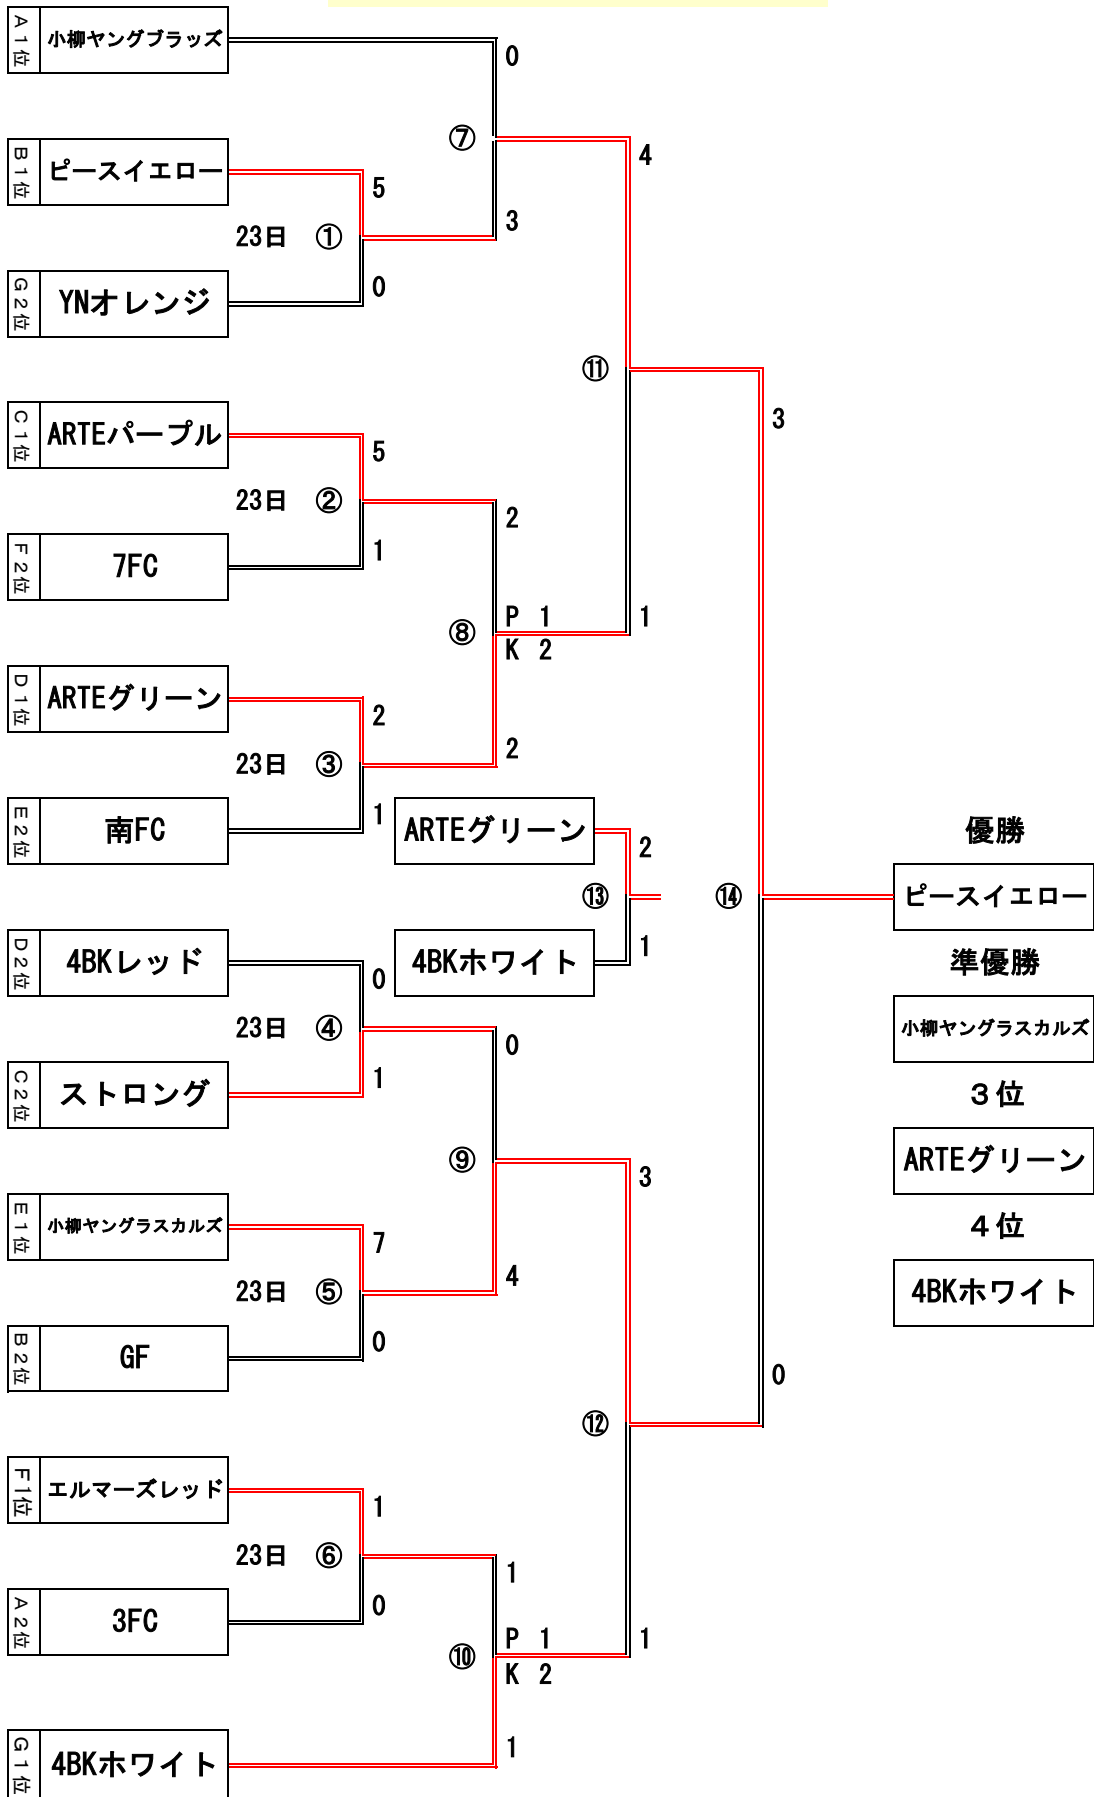 A1位 小柳ヤングブラッズ
0
⑦
4
B1位 ピースイエロー
5
3
23日 ①
0
G2位 YNオレンジ
⑪
3
C1位 ARTEパープル
5
23日 ②
2
1
F2位 7FC
P 1
K 2
⑧
1
D1位 ARTEグリーン
2
2
23日 ③
1
E2位 南FC
ARTEグリーン
2
⑬
4BKホワイト
1
⑭
優勝
ピースイエロー
準優勝
小柳ヤングラスカルズ
3位
ARTEグリーン
4位
4BKホワイト
D2位 4BKレッド
0
23日 ④
0
1
C2位 ストロング
⑨
3
E1位 小柳ヤングラスカルズ
7
4
23日 ⑤
0
B2位 GF
0
⑫
F1位 エルマーズレッド
1
23日 ⑥
1
0
A2位 3FC
P 1
K 2
⑩
1
1
G1位 4BKホワイト